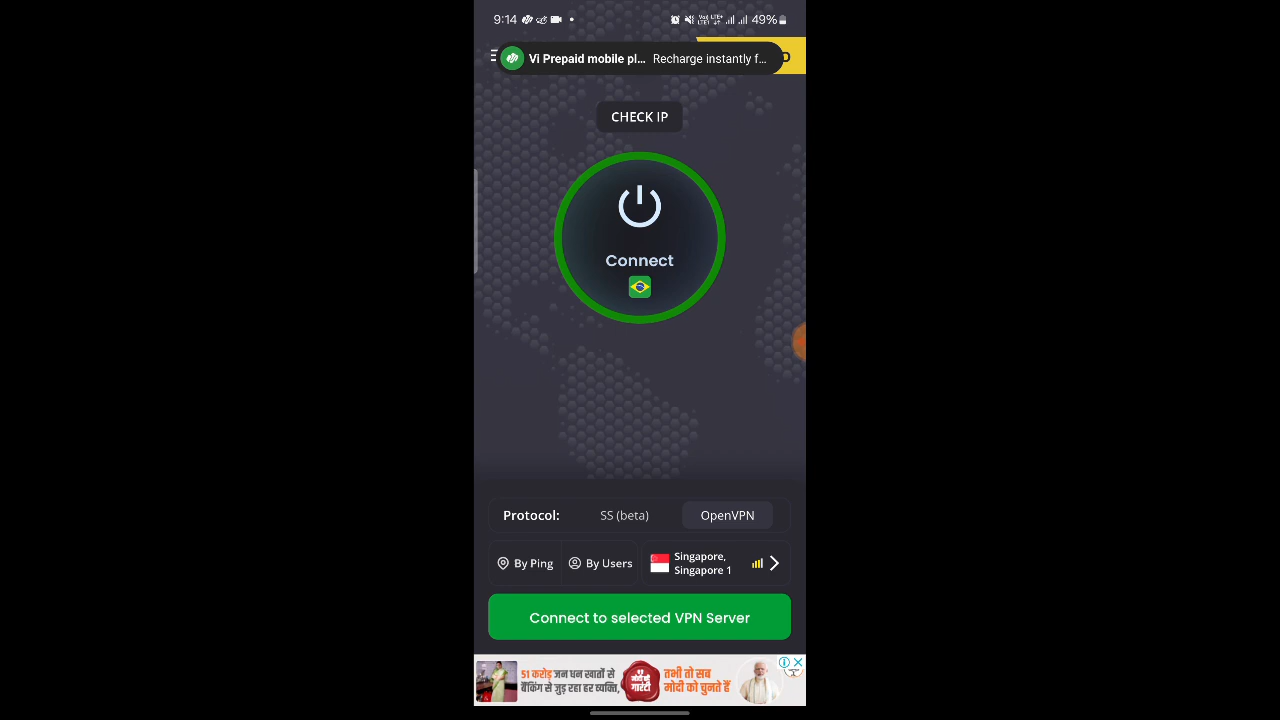 9:14
49%
Vi Prepaid mobile pl... Recharge instantly f...
CHECK IP
Connect
Protocol: SS (beta) OpenVPN
By Ping By Users
Singapore,
Singapore 1
Connect to selected VPN Server
51 करोड़ जन धन खातों से
बैंकिंग से जुड़ रहा हर व्यक्ति,
तभी तो सब
मोदी को चुनते हैं